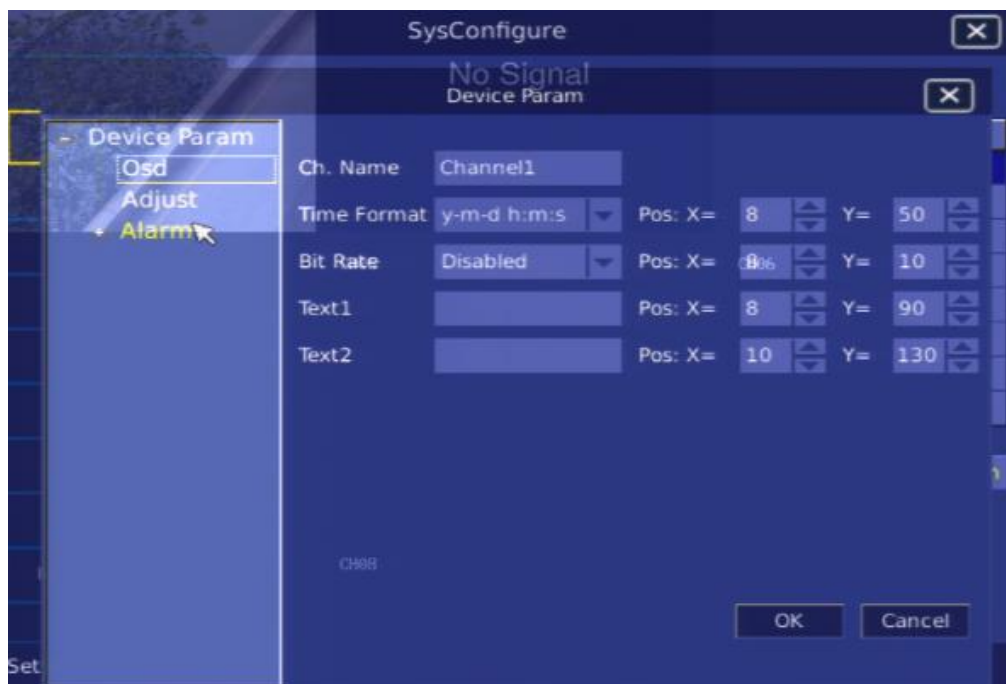 SysConfigure
No Signal
Device Param
Device Param
Osd
Adjust
Alarm
Ch. Name Channel1
Time Format y-m-d h:m:s Pos: X= 8 Y= 50
Bit Rate Disabled Pos: X= 8 Y= 10
Text1 Pos: X= 8 Y= 90
Text2 Pos: X= 10 Y= 130
CH08
OK Cancel
Set